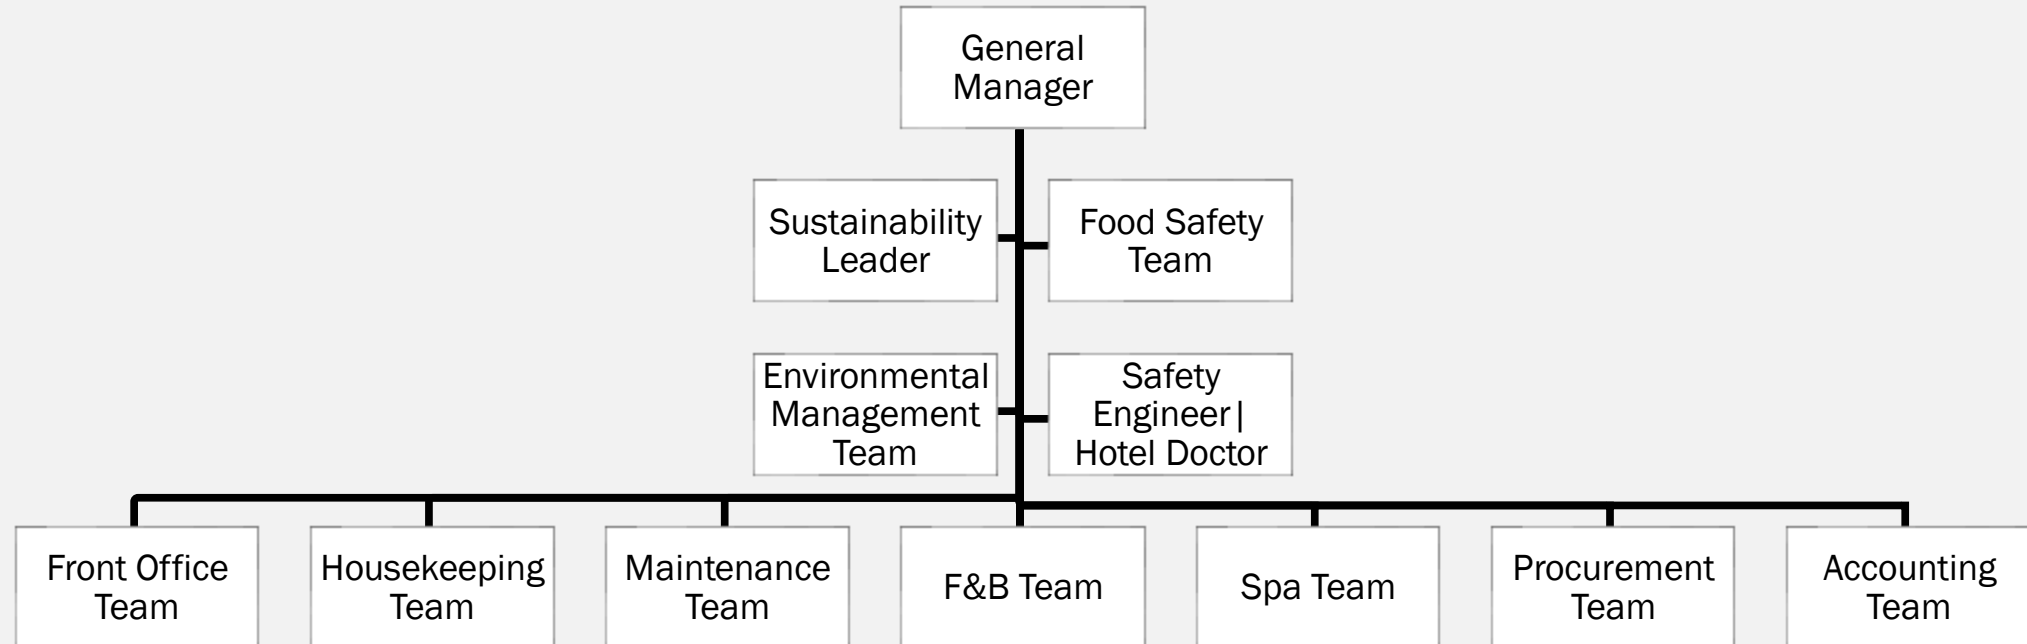 General
Manager
Sustainability
Leader
Food Safety
Team
Environmental
Management
Team
Safety
Engineer|
Hotel Doctor
Front Office
Team
Housekeeping
Team
Maintenance
Team
F&B Team
Spa Team
Procurement
Team
Accounting
Team